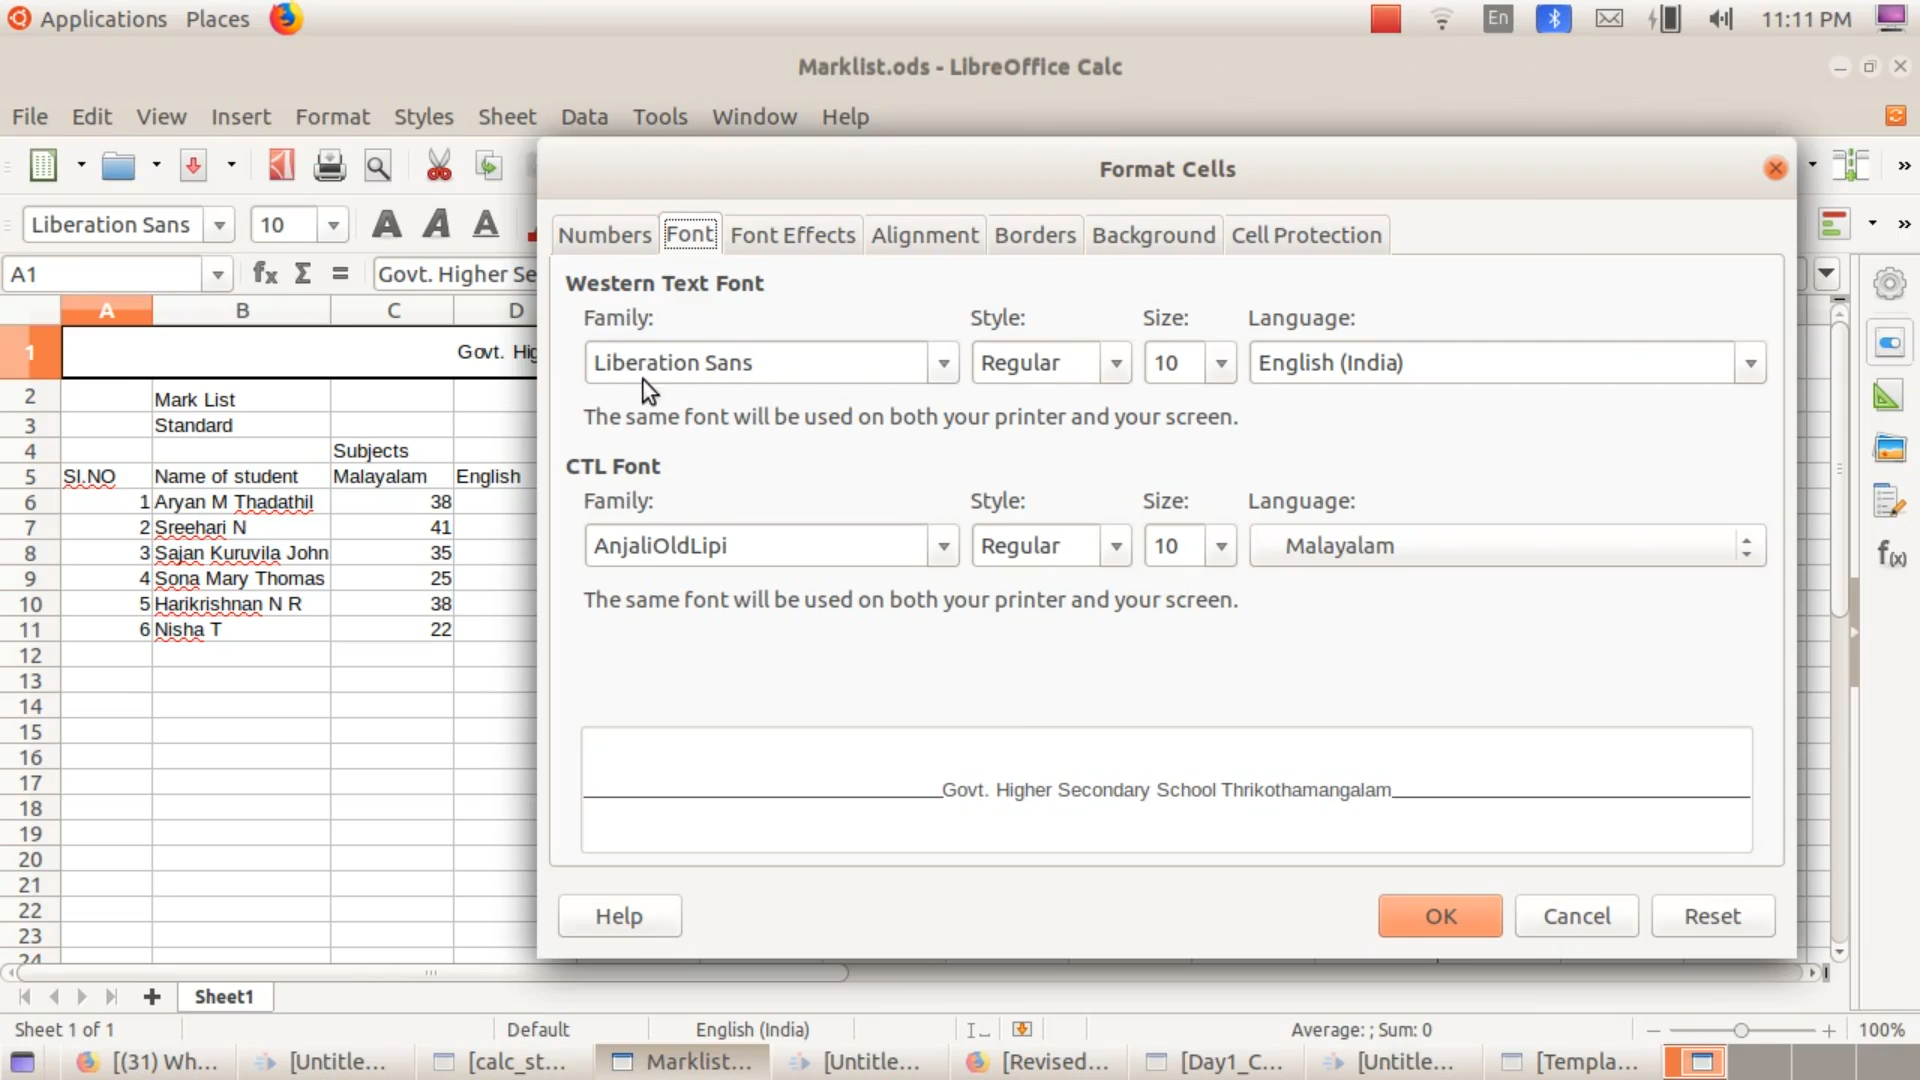 Applications Places En 11:11 PM
Marklist.ods - LibreOffice Calc
File Edit View Insert Format Styles Sheet Data Tools Window Help
Format Cells
Liberation Sans 10
Numbers Font Font Effects Alignment Borders Background Cell Protection
A1 Govt. Higher Se
Western Text Font
Family: Style: Size: Language:
Liberation Sans Regular 10 English (India)
The same font will be used on both your printer and your screen.
CTL Font
Family: Style: Size: Language:
AnjaliOldLipi Regular 10 Malayalam
The same font will be used on both your printer and your screen.
Govt. Higher Secondary School Thrikothamangalam
Help OK Cancel Reset
A B C D
1 Govt. Hig
2 Mark List
3 Standard
4 Subjects
5 Sl.NO Name of student Malayalam English
6 1 Aryan M Thadathil 38
7 2 Sreehari N 41
8 3 Sajan Kuruvila John 35
9 4 Sona Mary Thomas 25
10 5 Harikrishnan N R 38
11 6 Nisha T 22
12
13
14
15
16
17
18
19
20
21
22
23
24
Sheet1
Sheet 1 of 1 Default English (India) Average: ; Sum: 0 100%
[(31) Wh... [Untitle... [calc_st... Marklist... [Untitle... [Revised... [Day1_C... [Untitle... [Templa...